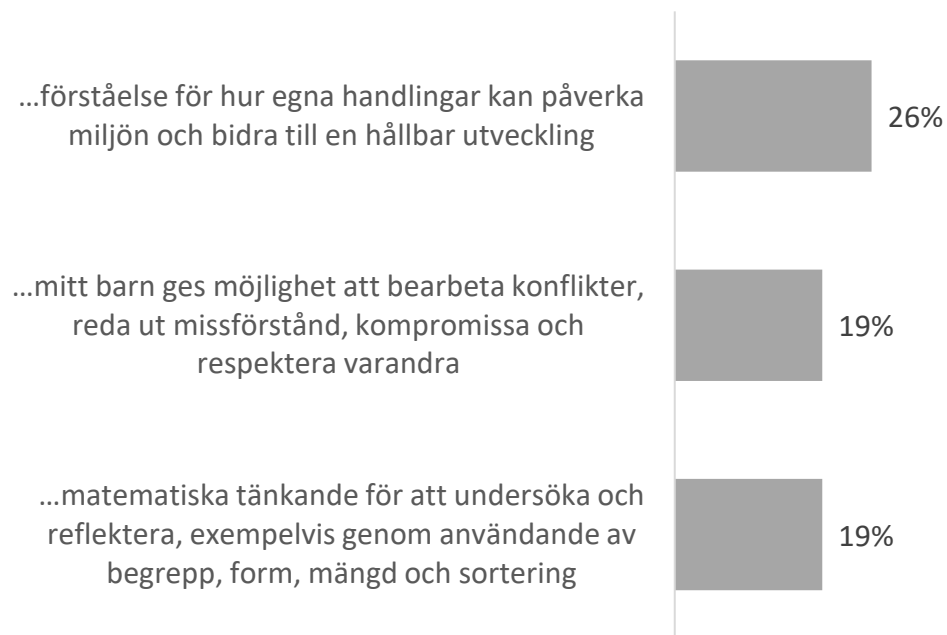 ...förståelse för hur egna handlingar kan påverka
miljön och bidra till en hållbar utveckling
26%
...mitt barn ges möjlighet att bearbeta konflikter,
reda ut missförstånd, kompromissa och
respektera varandra
19%
...matematiska tänkande för att undersöka och
reflektera, exempelvis genom användande av
begrepp, form, mängd och sortering
19%